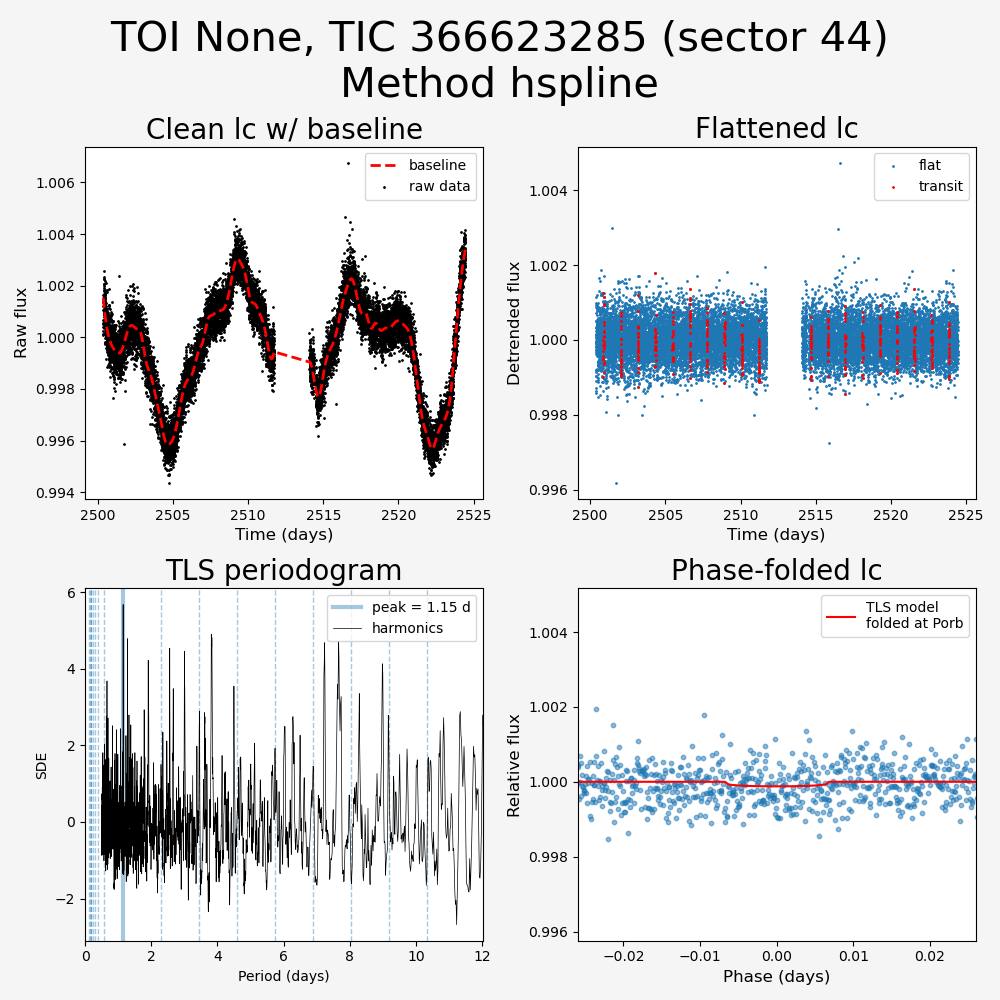 TOI None, TIC 366623285 (sector 44)
Method hspline
Clean lc w/ baseline
Raw flux
1.006
1.004
1.002
1.000
0.998
0.996
0.994
baseline
raw data
2500
2505
2510
2515
2520
2525
Time (days)
Flattened lc
Detrended flux
1.004
1.002
1.000
0.998
0.996
flat
transit
2500
2505
2510
2515
2520
2525
Time (days)
TLS periodogram
SDE
6
4
2
0
−2
peak = 1.15 d
harmonics
0
2
4
6
8
10
12
Period (days)
Phase-folded lc
Relative flux
1.004
1.002
1.000
0.998
0.996
TLS model
folded at Porb
−0.02
−0.01
0.00
0.01
0.02
Phase (days)